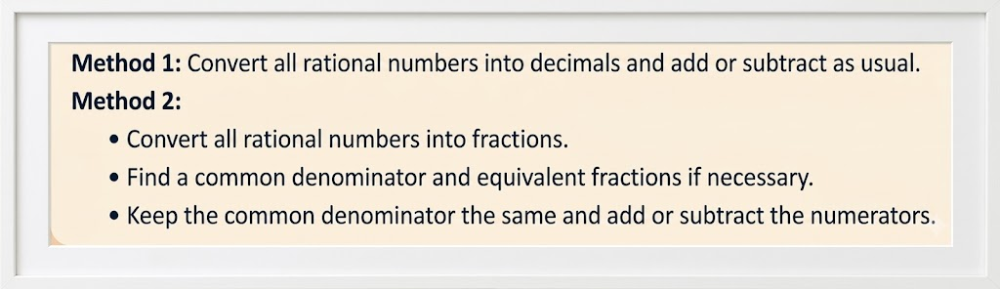 Method 1: Convert all rational numbers into decimals and add or subtract as usual.
Method 2:
• Convert all rational numbers into fractions.
• Find a common denominator and equivalent fractions if necessary.
• Keep the common denominator the same and add or subtract the numerators.